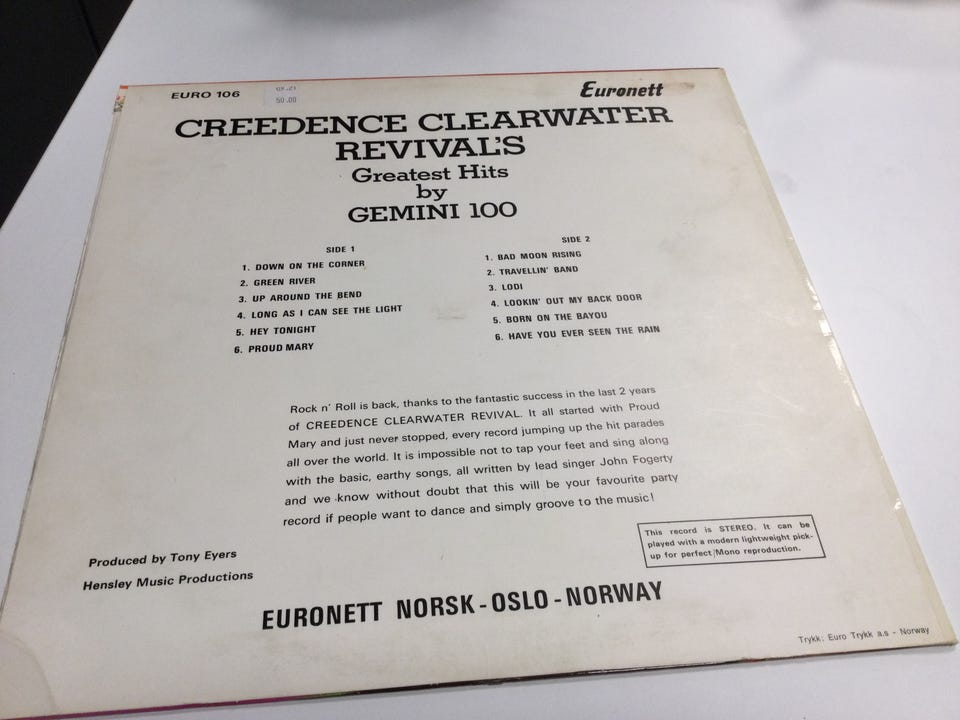 EURO 106
50.00
Euronett
CREEDENCE CLEARWATER
REVIVAL'S
Greatest Hits
by
GEMINI 100
SIDE 1
1. DOWN ON THE CORNER
2. GREEN RIVER
3. UP AROUND THE BEND
4. LONG AS I CAN SEE THE LIGHT
5. HEY TONIGHT
6. PROUD MARY
SIDE 2
1. BAD MOON RISING
2. TRAVELLIN' BAND
3. LODI
4. LOOKIN' OUT MY BACK DOOR
5. BORN ON THE BAYOU
6. HAVE YOU EVER SEEN THE RAIN
Rock n' Roll is back, thanks to the fantastic success in the last 2 years
of CREEDENCE CLEARWATER REVIVAL. It all started with Proud
Mary and just never stopped, every record jumping up the hit parades
all over the world. It is impossible not to tap your feet and sing along
with the basic, earthy songs, all written by lead singer John Fogerty
and we know without doubt that this will be your favourite party
record if people want to dance and simply groove to the music!
This record is STEREO. It can be
played with a modern lightweight pick-
up for perfect Mono reproduction.
Produced by Tony Eyers
Hensley Music Productions
EURONETT NORSK - OSLO - NORWAY
Trykk: Euro Trykk a.s - Norway